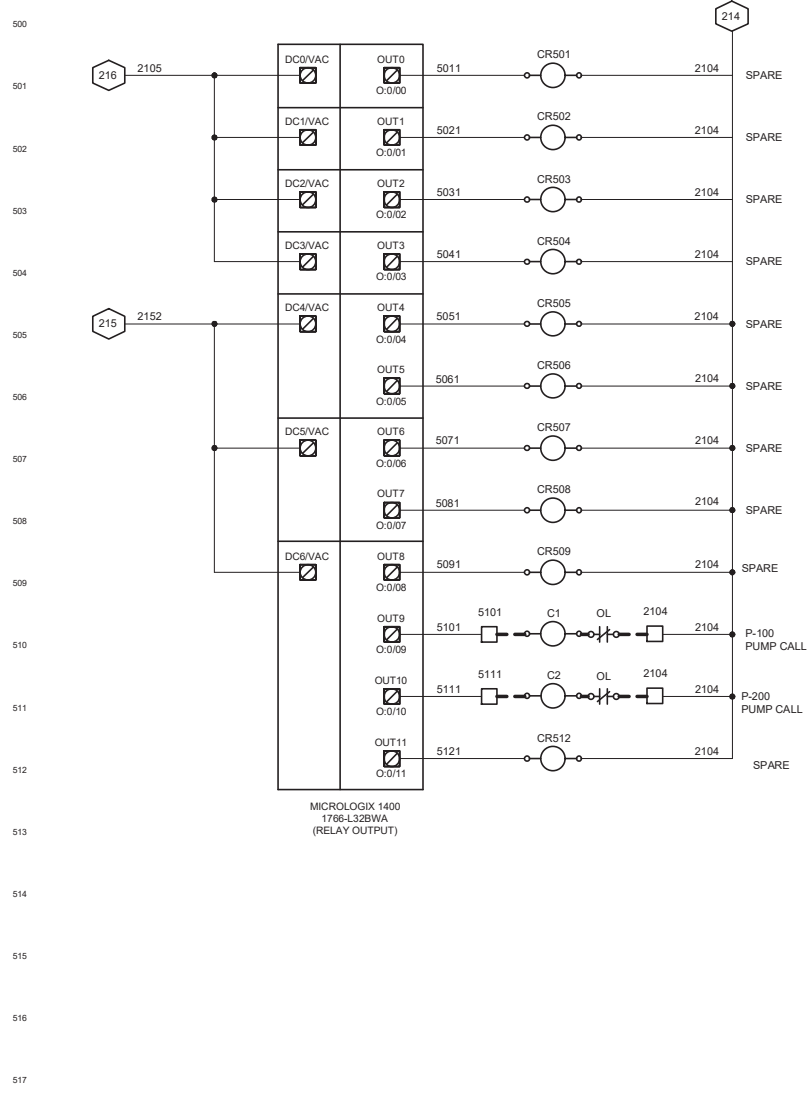 214
500
DC0/VAC OUT0 CR501
216 2105 5011 2104 SPARE
501 O:0/00
DC1/VAC OUT1 CR502
5021 2104 SPARE
502 O:0/01
DC2/VAC OUT2 CR503
5031 2104 SPARE
503 O:0/02
DC3/VAC OUT3 CR504
5041 2104 SPARE
504 O:0/03
DC4/VAC OUT4 CR505
215 2152 5051 2104 SPARE
505 O:0/04
OUT5 CR506
5061 2104 SPARE
506 O:0/05
DC5/VAC OUT6 CR507
5071 2104 SPARE
507 O:0/06
OUT7 CR508
5081 2104 SPARE
508 O:0/07
DC6/VAC OUT8 CR509
5091 2104 SPARE
509 O:0/08
OUT9 5101 C1 OL 2104
5101 2104 P-100
510 O:0/09 PUMP CALL
OUT10 5111 C2 OL 2104
5111 2104 P-200
511 O:0/10 PUMP CALL
OUT11 CR512
5121 2104 SPARE
512 O:0/11
MICROLOGIX 1400
1766-L32BWA
(RELAY OUTPUT)
513
514
515
516
517